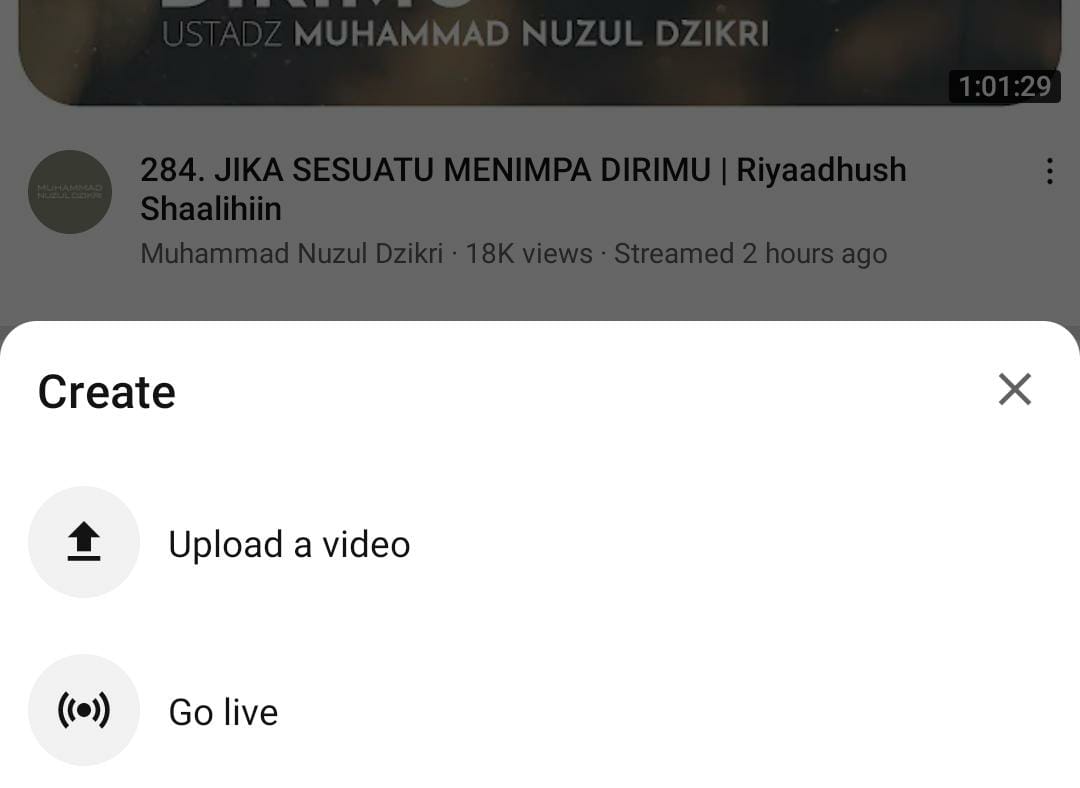 DIRIMU
USTADZ MUHAMMAD NUZUL DZIKRI
1:01:29
284. JIKA SESUATU MENIMPA DIRIMU | Riyaadhush
MUHAMMAD
NUZUL DZIKRI
Shaalihiin
Muhammad Nuzul Dzikri · 18K views · Streamed 2 hours ago
Create
Upload a video
Go live